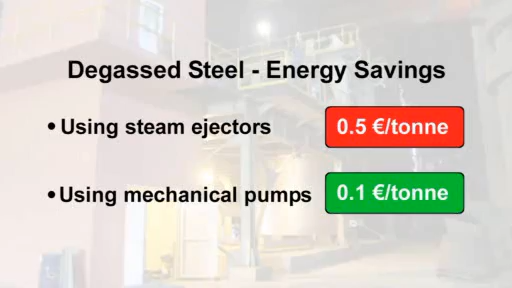 Degassed Steel - Energy Savings
• Using steam ejectors 0.5 €/tonne
• Using mechanical pumps 0.1 €/tonne